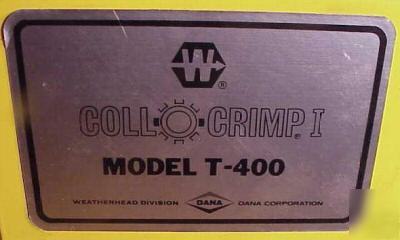 W
®
COLL-O-CRIMP® I
MODEL T-400
WEATHERHEAD DIVISION DANA DANA CORPORATION